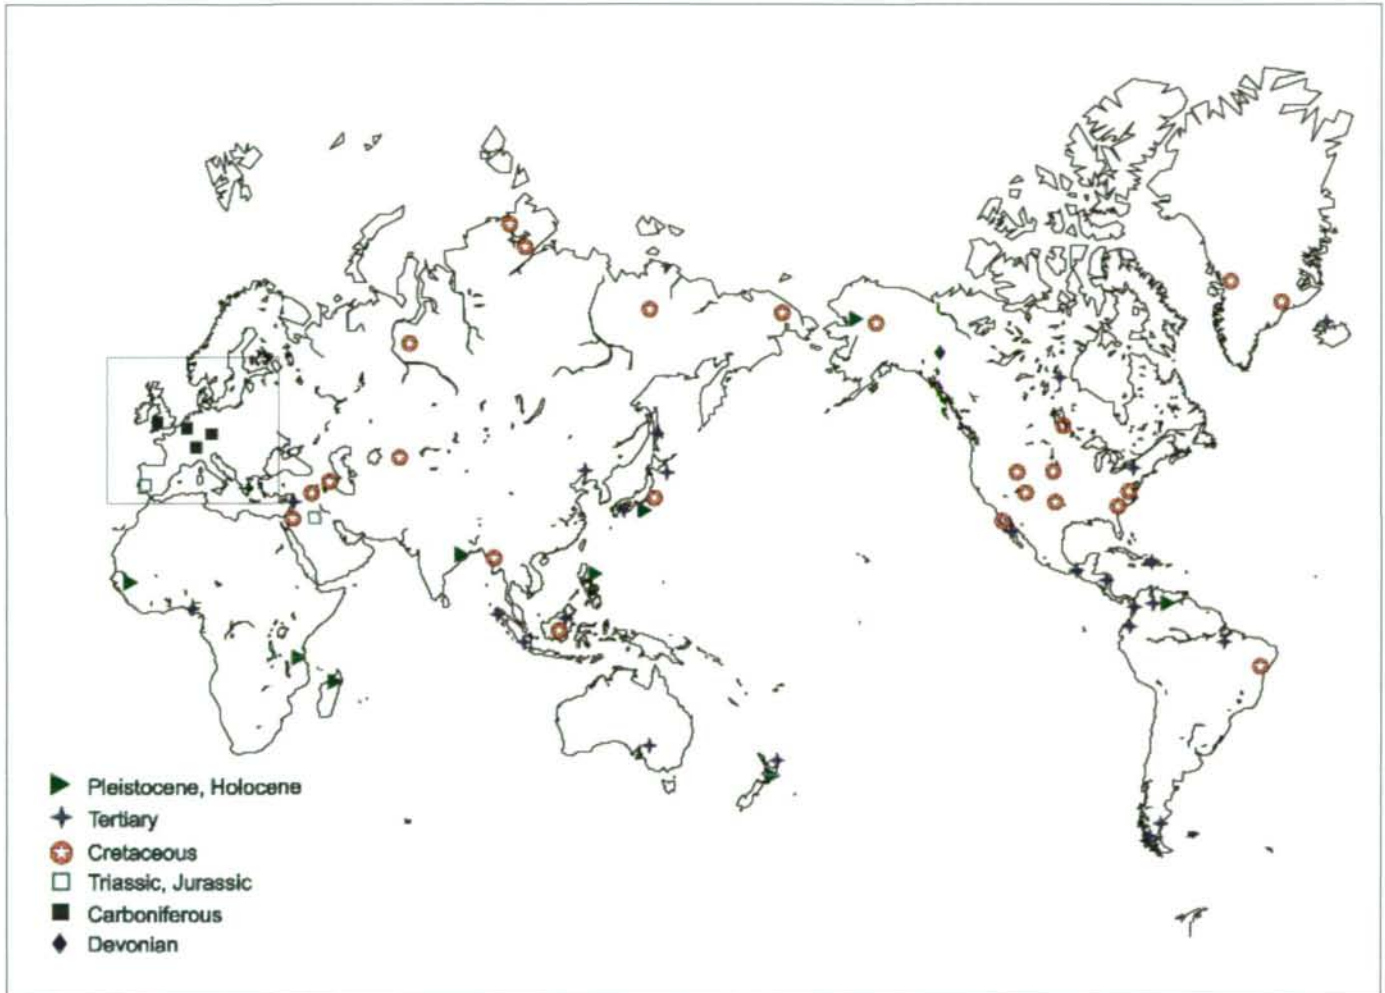 Pleistocene, Holocene
Tertiary
Cretaceous
Triassic, Jurassic
Carboniferous
Devonian